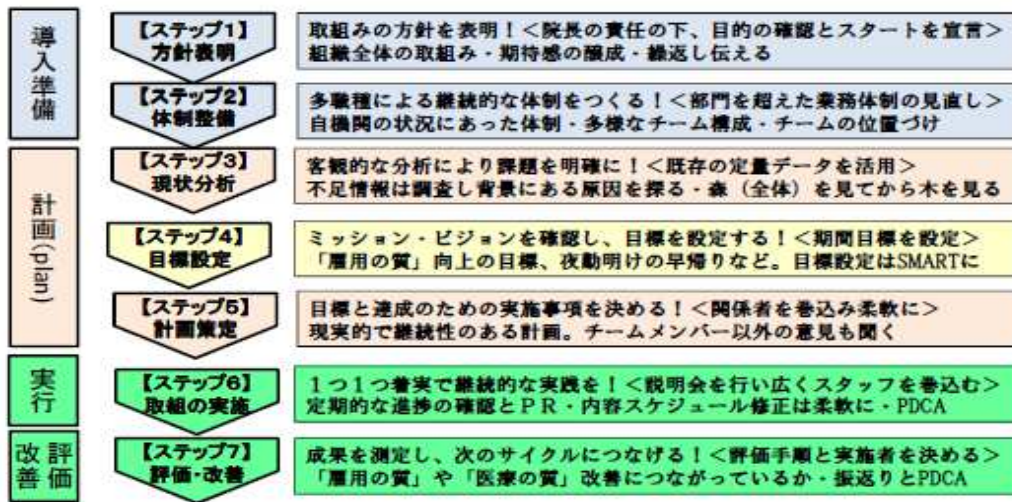 導入準備
【ステップ1】
方針表明
取組みの方針を表明！＜院長の責任の下、目的の確認とスタートを宣言＞
組織全体の取組み・期待感の醸成・繰返し伝える
【ステップ2】
体制整備
多職種による継続的な体制をつくる！＜部門を超えた業務体制の見直し＞
自機関の状況にあった体制・多様なチーム構成・チームの位置づけ
計画(plan)
【ステップ3】
現状分析
客観的な分析により課題を明確に！＜既存の定量データを活用＞
不足情報は調査し背景にある原因を探る・森（全体）を見てから木を見る
【ステップ4】
目標設定
ミッション・ビジョンを確認し、目標を設定する！＜期間目標を設定＞
「雇用の質」向上の目標、夜勤明けの早帰りなど。目標設定はSMARTに
【ステップ5】
計画策定
目標と達成のための実施事項を決める！＜関係者を巻込み柔軟に＞
現実的で継続性のある計画。チームメンバー以外の意見も聞く
実行
【ステップ6】
取組の実施
１つ１つ着実で継続的な実践を！＜説明会を行い広くスタッフを巻込む＞
定期的な進捗の確認とＰＲ・内容スケジュール修正は柔軟に・PDCA
評価
改善
【ステップ7】
評価・改善
成果を測定し、次のサイクルにつなげる！＜評価手順と実施者を決める＞
「雇用の質」や「医療の質」改善につながっているか・振返りとPDCA